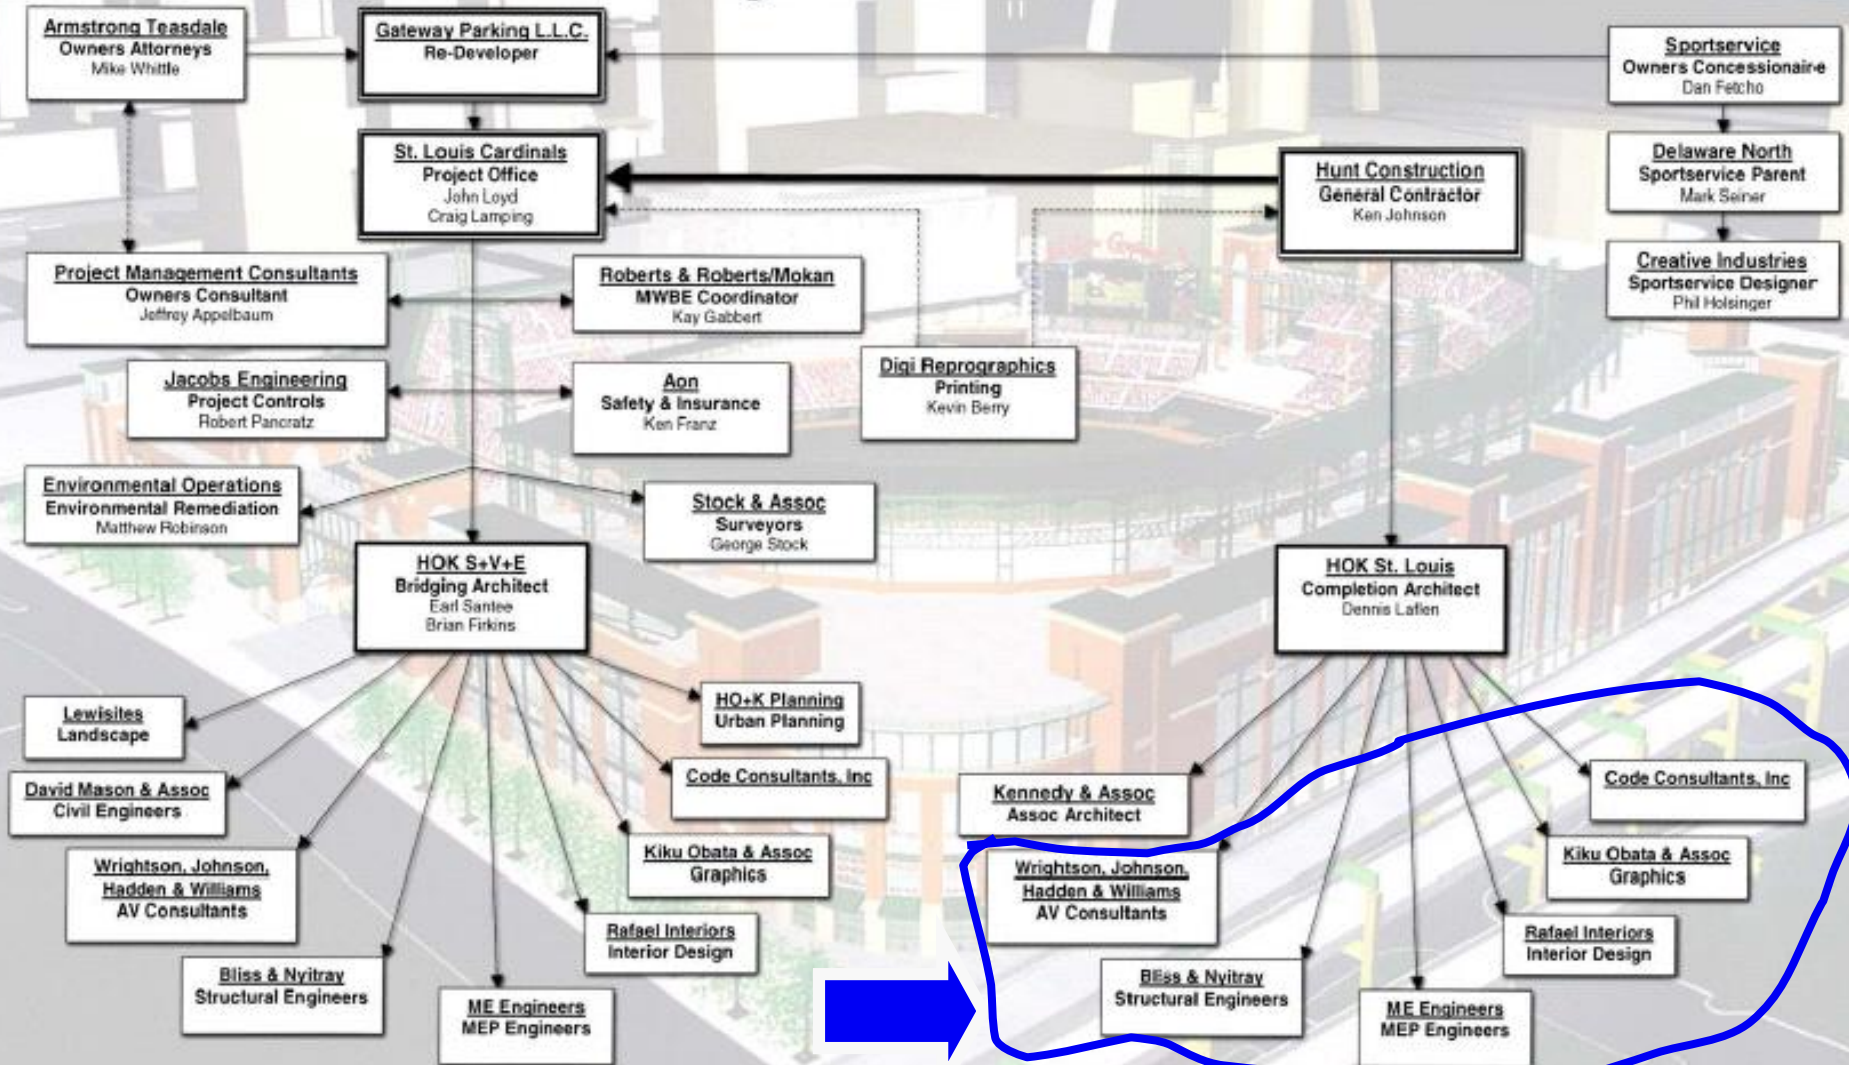 Armstrong Teasdale
Owners Attorneys
Mike Whittle
Gateway Parking L.L.C.
Re-Developer
Sportservice
Owners Concessionaire
Dan Fetcho
St. Louis Cardinals
Project Office
John Loyd
Craig Lamping
Hunt Construction
General Contractor
Ken Johnson
Delaware North
Sportservice Parent
Mark Seiner
Project Management Consultants
Owners Consultant
Jeffrey Appelbaum
Roberts & Roberts/Mokan
MWBE Coordinator
Kay Gabbert
Creative Industries
Sportservice Designer
Phil Holsinger
Jacobs Engineering
Project Controls
Robert Pancratz
Aon
Safety & Insurance
Ken Franz
Digi Reprographics
Printing
Kevin Berry
Environmental Operations
Environmental Remediation
Matthew Robinson
Stock & Assoc
Surveyors
George Stock
HOK S+V+E
Bridging Architect
Earl Santee
Brian Firkins
HOK St. Louis
Completion Architect
Dennis Laflen
Lewisites
Landscape
HO+K Planning
Urban Planning
David Mason & Assoc
Civil Engineers
Code Consultants, Inc
Wrightson, Johnson,
Hadden & Williams
AV Consultants
Kiku Obata & Assoc
Graphics
Bliss & Nyitray
Structural Engineers
Rafael Interiors
Interior Design
ME Engineers
MEP Engineers
Kennedy & Assoc
Assoc Architect
Code Consultants, Inc
Wrightson, Johnson,
Hadden & Williams
AV Consultants
Kiku Obata & Assoc
Graphics
Bliss & Nyitray
Structural Engineers
Rafael Interiors
Interior Design
ME Engineers
MEP Engineers